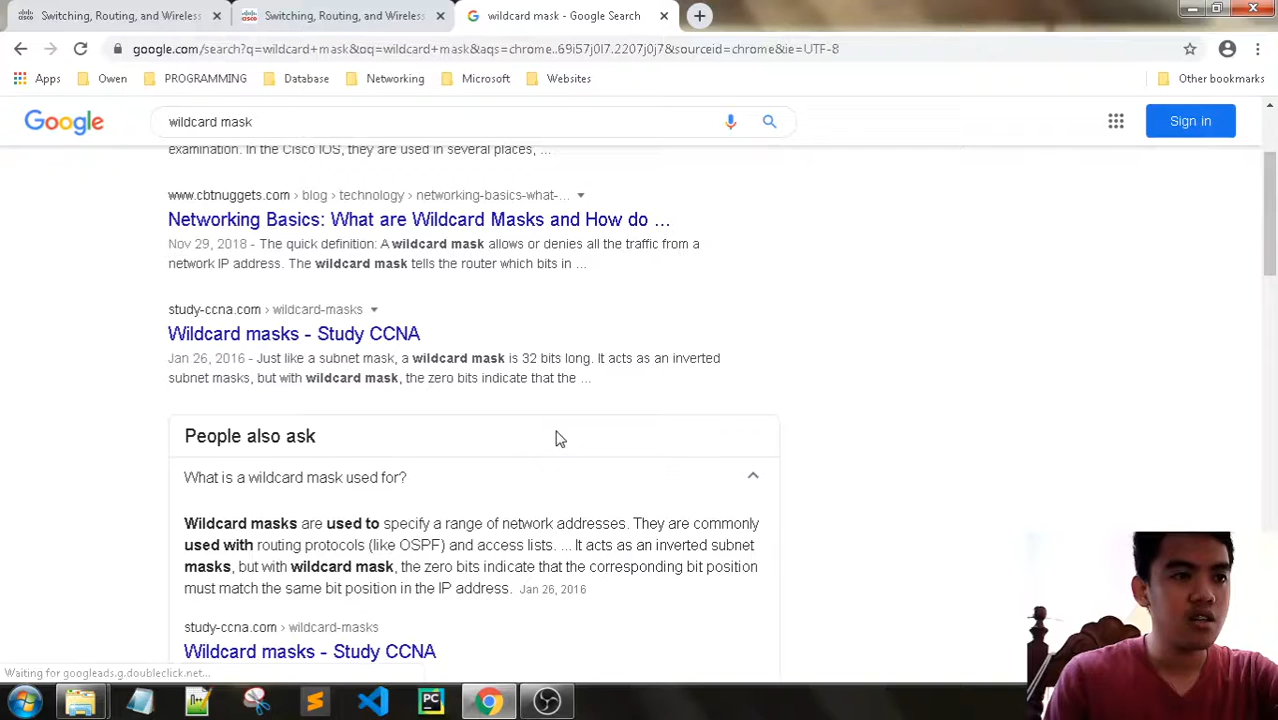 Switching, Routing, and Wireless
Switching, Routing, and Wireless
wildcard mask - Google Search
google.com/search?q=wildcard+mask&oq=wildcard+mask&aqs=chrome..69i57j0l7.2207j0j7&sourceid=chrome&ie=UTF-8
Apps
Owen
PROGRAMMING
Database
Networking
Microsoft
Websites
Other bookmarks
Google
wildcard mask
Sign in
examination. In the Cisco IOS, they are used in several places, ...
www.cbtnuggets.com › blog › technology › networking-basics-what-...
Networking Basics: What are Wildcard Masks and How do ...
Nov 29, 2018 - The quick definition: A wildcard mask allows or denies all the traffic from a
network IP address. The wildcard mask tells the router which bits in ...
study-ccna.com › wildcard-masks
Wildcard masks - Study CCNA
Jan 26, 2016 - Just like a subnet mask, a wildcard mask is 32 bits long. It acts as an inverted
subnet masks, but with wildcard mask, the zero bits indicate that the ...
People also ask
What is a wildcard mask used for?
Wildcard masks are used to specify a range of network addresses. They are commonly
used with routing protocols (like OSPF) and access lists. ... It acts as an inverted subnet
masks, but with wildcard mask, the zero bits indicate that the corresponding bit position
must match the same bit position in the IP address. Jan 26, 2016
study-ccna.com › wildcard-masks
Wildcard masks - Study CCNA
Waiting for googleads.g.doubleclick.net...
PC